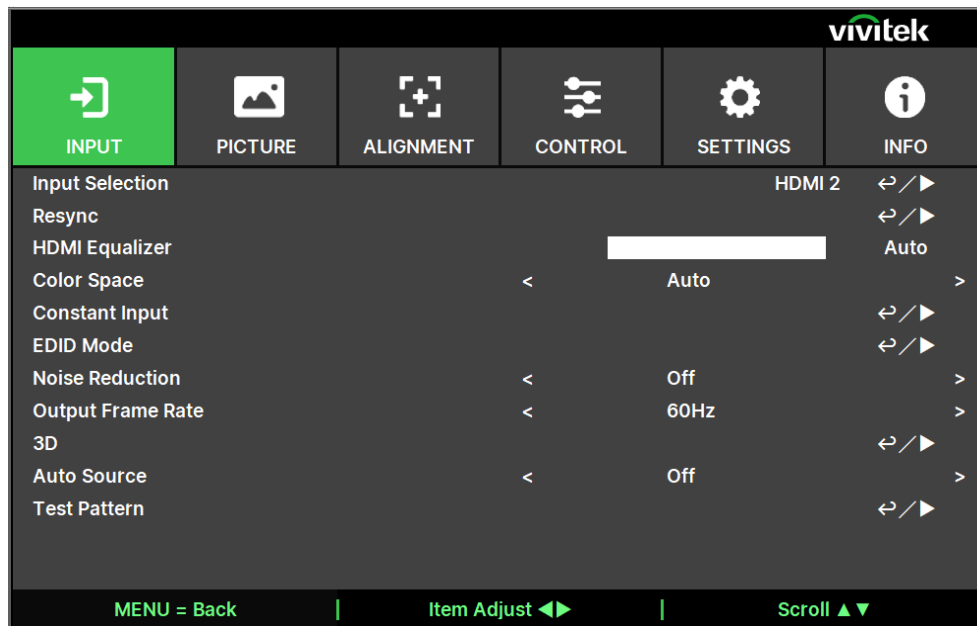 vivitek
INPUT PICTURE ALIGNMENT CONTROL SETTINGS INFO
Input Selection HDMI 2 ↩/▶
Resync ↩/▶
HDMI Equalizer Auto
Color Space < Auto >
Constant Input ↩/▶
EDID Mode ↩/▶
Noise Reduction < Off >
Output Frame Rate < 60Hz >
3D ↩/▶
Auto Source < Off >
Test Pattern ↩/▶
MENU = Back | Item Adjust ◀▶ | Scroll ▲▼